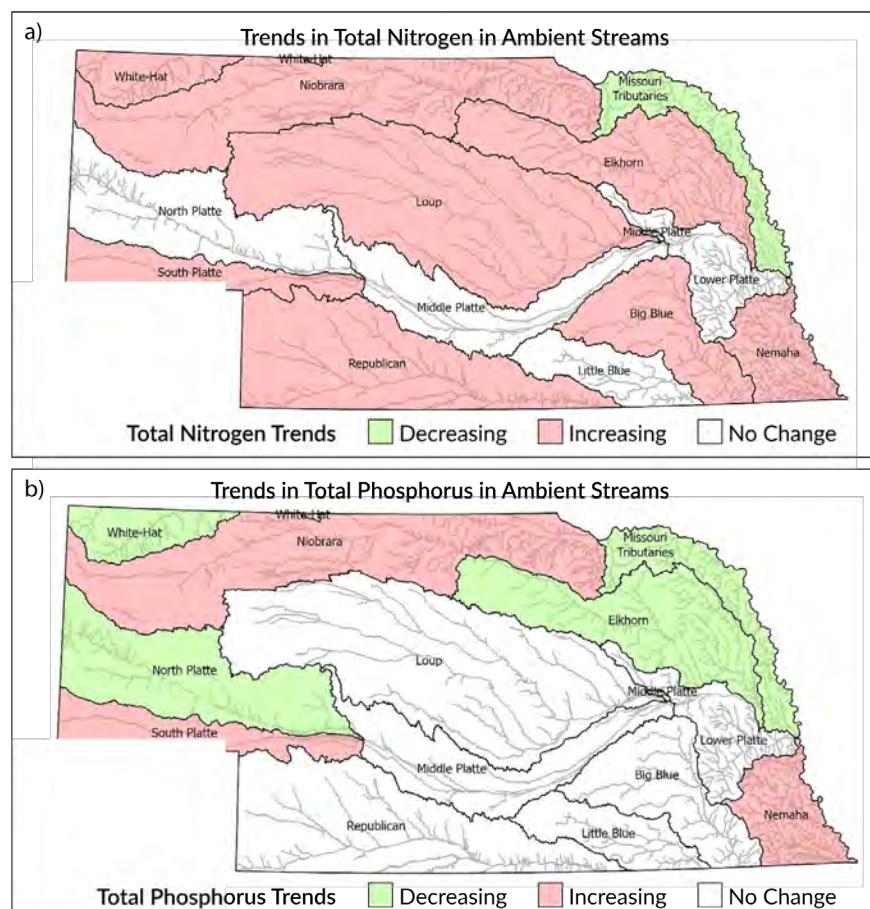 a)
Trends in Total Nitrogen in Ambient Streams
White-Hat
White-Hat
Niobrara
Missouri
Tributaries
Elkhorn
Loup
North Platte
Middle Platte
South Platte
Lower Platte
Middle Platte
Big Blue
Republican
Little Blue
Nemaha
Total Nitrogen Trends Decreasing Increasing No Change
b)
Trends in Total Phosphorus in Ambient Streams
White-Hat
White-Hat
Niobrara
Missouri
Tributaries
Elkhorn
Loup
North Platte
Middle Platte
South Platte
Lower Platte
Middle Platte
Big Blue
Republican
Little Blue
Nemaha
Total Phosphorus Trends Decreasing Increasing No Change